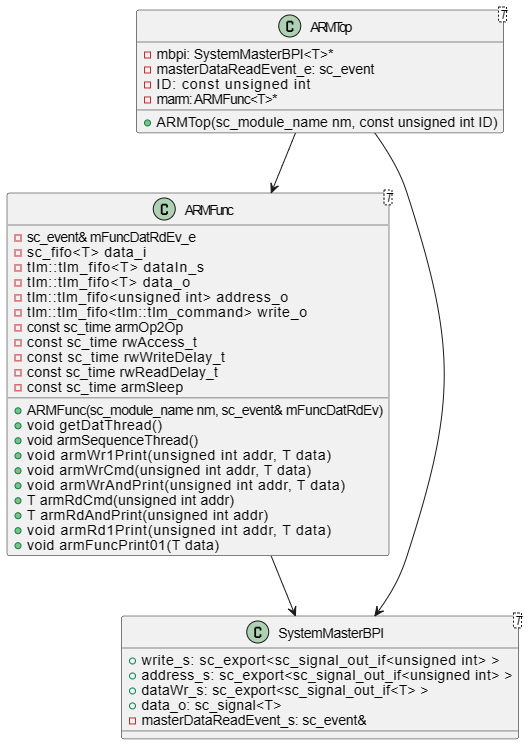 T
C ARMTop
mbpi: SystemMasterBPI<T>*
masterDataReadEvent_e: sc_event
ID: const unsigned int
marm: ARMFunc<T>*
ARMTop(sc_module_name nm, const unsigned int ID)
T
C ARMFunc
sc_event& mFuncDatRdEv_e
sc_fifo<T> data_i
tlm::tlm_fifo<T> dataIn_s
tlm::tlm_fifo<T> data_o
tlm::tlm_fifo<unsigned int> address_o
tlm::tlm_fifo<tlm::tlm_command> write_o
const sc_time armOp2Op
const sc_time rwAccess_t
const sc_time rwWriteDelay_t
const sc_time rwReadDelay_t
const sc_time armSleep
ARMFunc(sc_module_name nm, sc_event& mFuncDatRdEv)
void getDatThread()
void armSequenceThread()
void armWr1Print(unsigned int addr, T data)
void armWrCmd(unsigned int addr, T data)
void armWrAndPrint(unsigned int addr, T data)
T armRdCmd(unsigned int addr)
T armRdAndPrint(unsigned int addr)
void armRd1Print(unsigned int addr, T data)
void armFuncPrint01(T data)
T
C SystemMasterBPI
write_s: sc_export<sc_signal_out_if<unsigned int> >
address_s: sc_export<sc_signal_out_if<unsigned int> >
dataWr_s: sc_export<sc_signal_out_if<T> >
data_o: sc_signal<T>
masterDataReadEvent_s: sc_event&